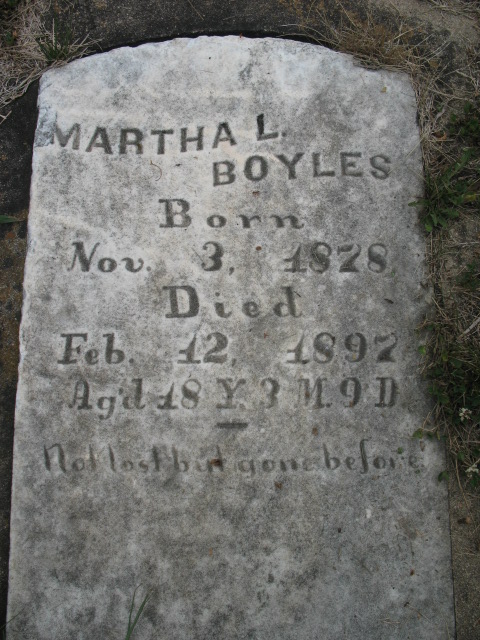 MARTHA L.
BOYLES
Born
Nov. 3, 1878
Died
Feb. 12, 1897
Ag'd 18 Y. 3 M. 9 D
Not lost but gone before